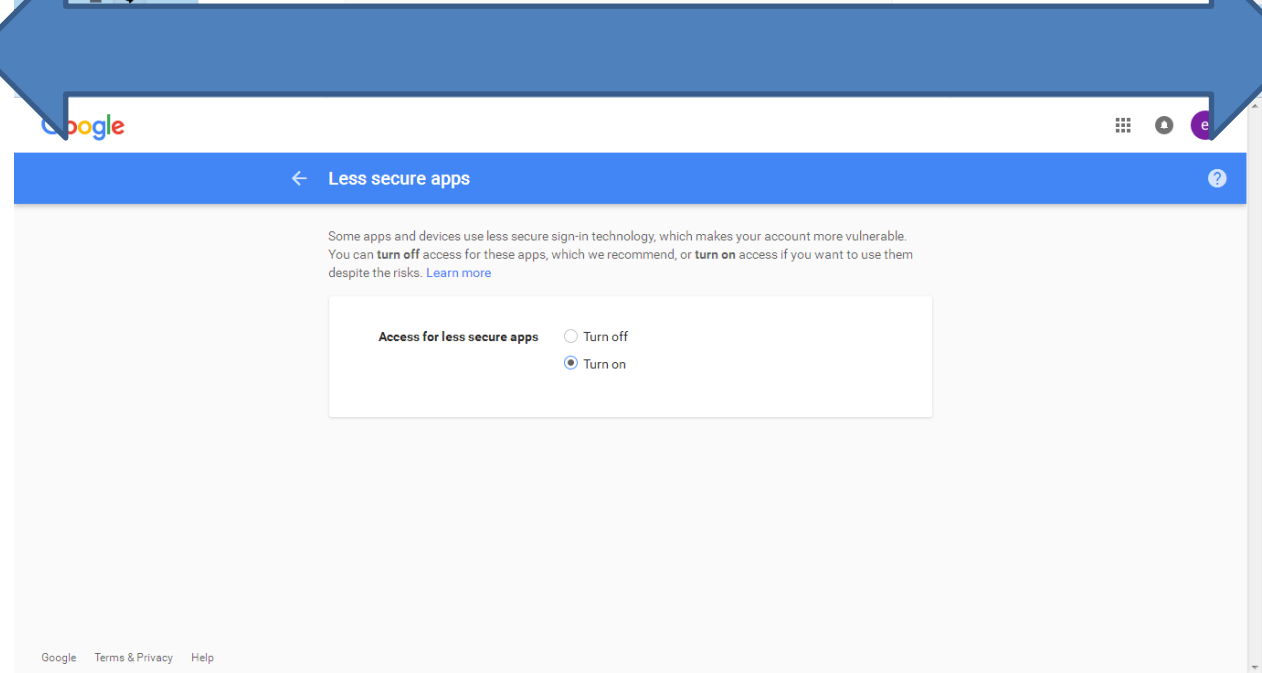 Google
Less secure apps
Some apps and devices use less secure sign-in technology, which makes your account more vulnerable.
You can turn off access for these apps, which we recommend, or turn on access if you want to use them
despite the risks. Learn more
Access for less secure apps
Turn off
Turn on
Google Terms & Privacy Help